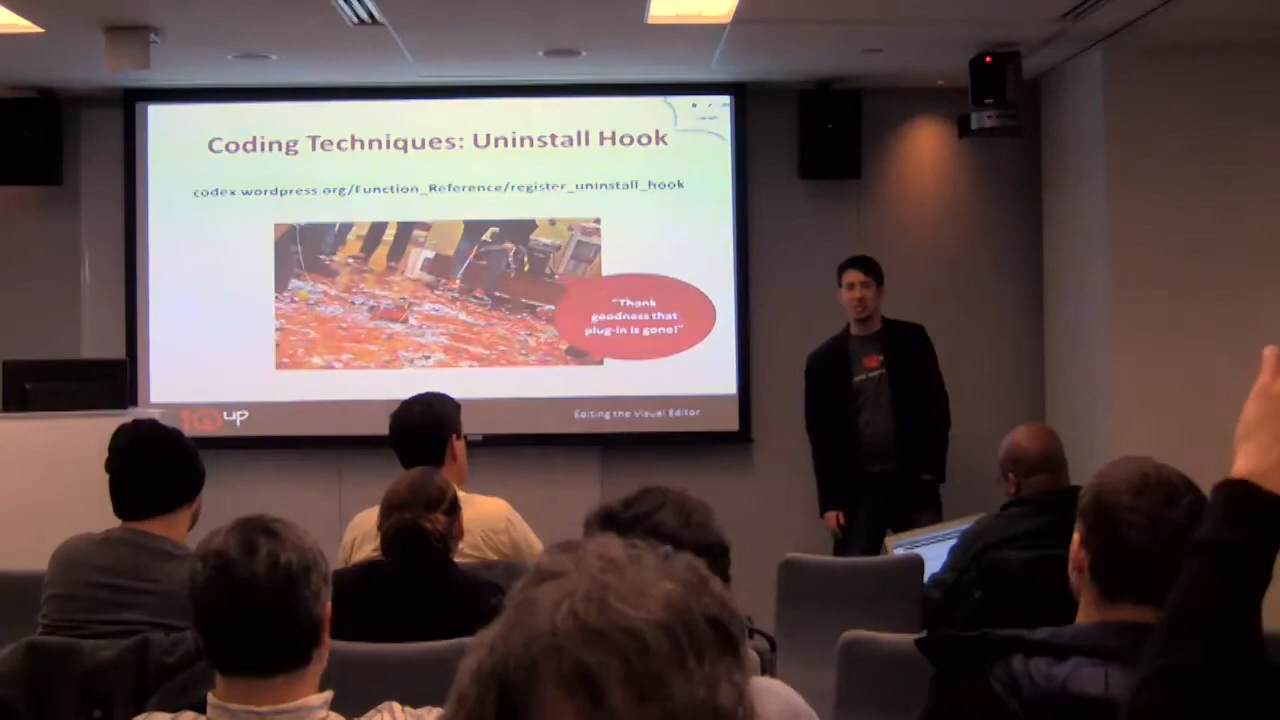 Coding Techniques: Uninstall Hook
codex.wordpress.org/Function_Reference/register_uninstall_hook
"Thank
goodness that
plug-in is gone!"
10up
Editing the Visual Editor